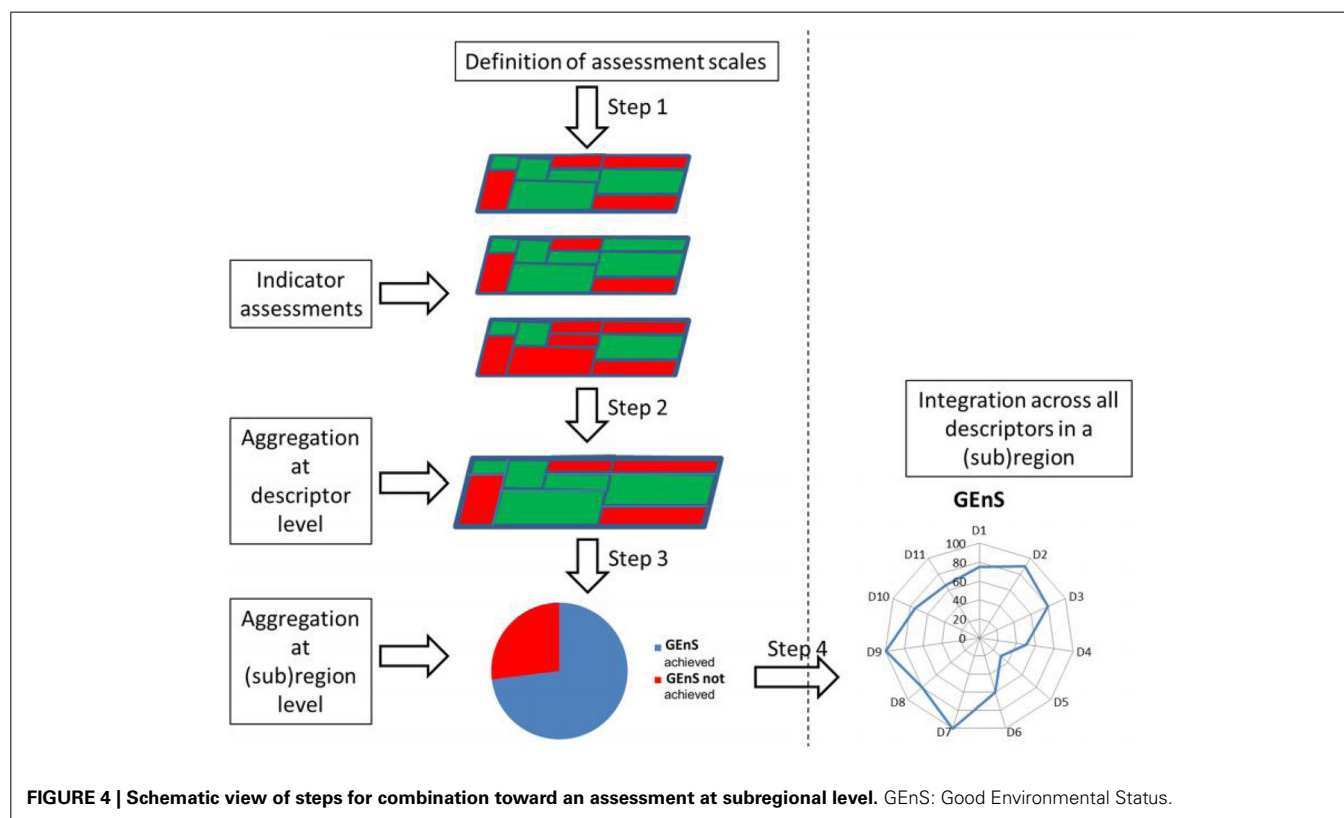 Definition of assessment scales
Step 1
Indicator
assessments
Step 2
Aggregation
at
descriptor
level
Step 3
Aggregation
at
(sub)region
level
GEnS
achieved
GEnS not
achieved
Step 4
Integration across all
descriptors in a
(sub)region
GEnS
D1
D2
D3
D4
D5
D6
D7
D8
D9
D10
D11
100
80
60
40
20
0
FIGURE 4 | Schematic view of steps for combination toward an assessment at subregional level. GEnS: Good Environmental Status.